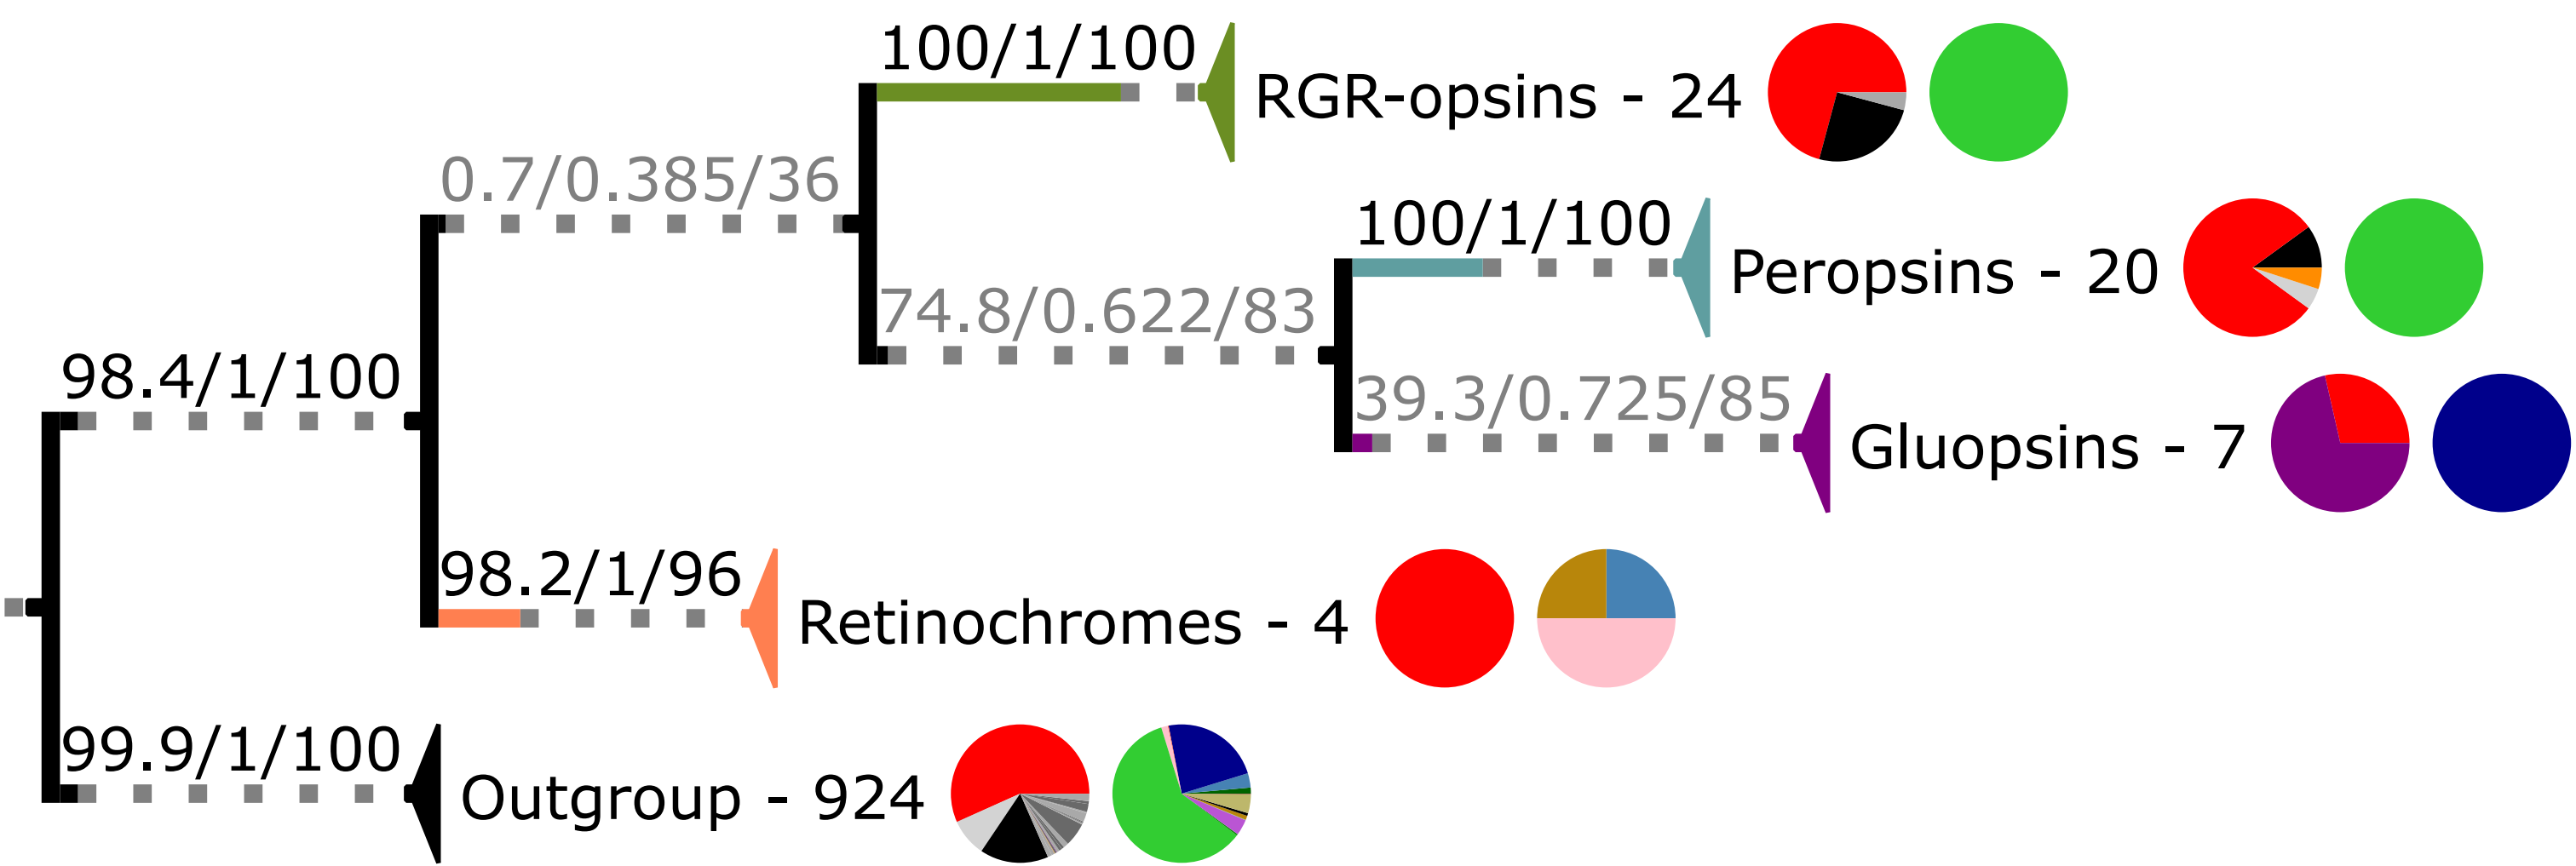 100/1/100
RGR-opsins - 24
0.7/0.385/36
100/1/100
Peropsins - 20
74.8/0.622/83
98.4/1/100
39.3/0.725/85
Gluopsins - 7
98.2/1/96
Retinochromes - 4
99.9/1/100
Outgroup - 924